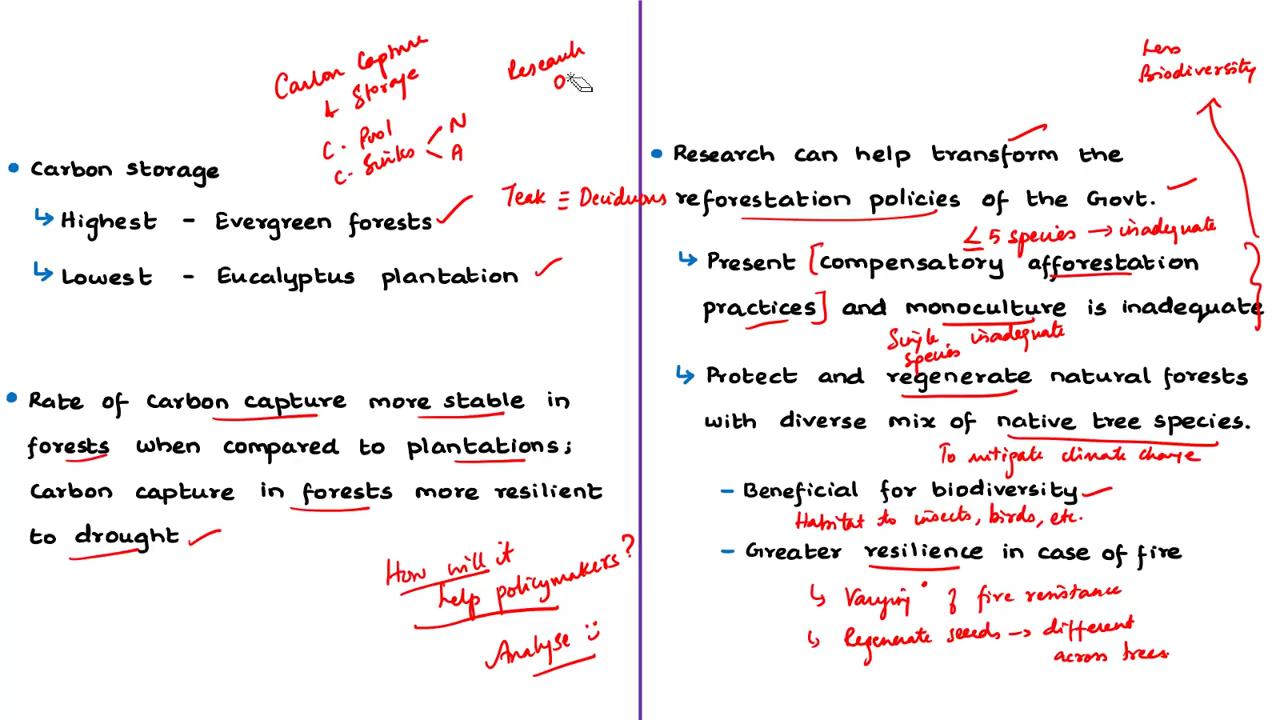 Carbon Capture
& Storage
C. Pool
C. Sinks
N
A
Research
• Carbon storage
↳ Highest - Evergreen forests
↳ Lowest - Eucalyptus plantation
Teak ≡ Deciduous
• Rate of carbon capture more stable in
forests when compared to plantations;
Carbon capture in forests more resilient
to drought
How will it
help policymakers?
Analyse
Less
Biodiversity
• Research can help transform the
reforestation policies of the Govt.
≤ 5 species → inadequate
↳ Present [compensatory afforestation
practices] and monoculture is inadequate
Single inadequate
species
↳ Protect and regenerate natural forests
with diverse mix of native tree species.
To mitigate climate change
- Beneficial for biodiversity
Habitat to insects, birds, etc.
- Greater resilience in case of fire
↳ Varying ° of fire resistance
↳ Regenerate seeds → different
across trees